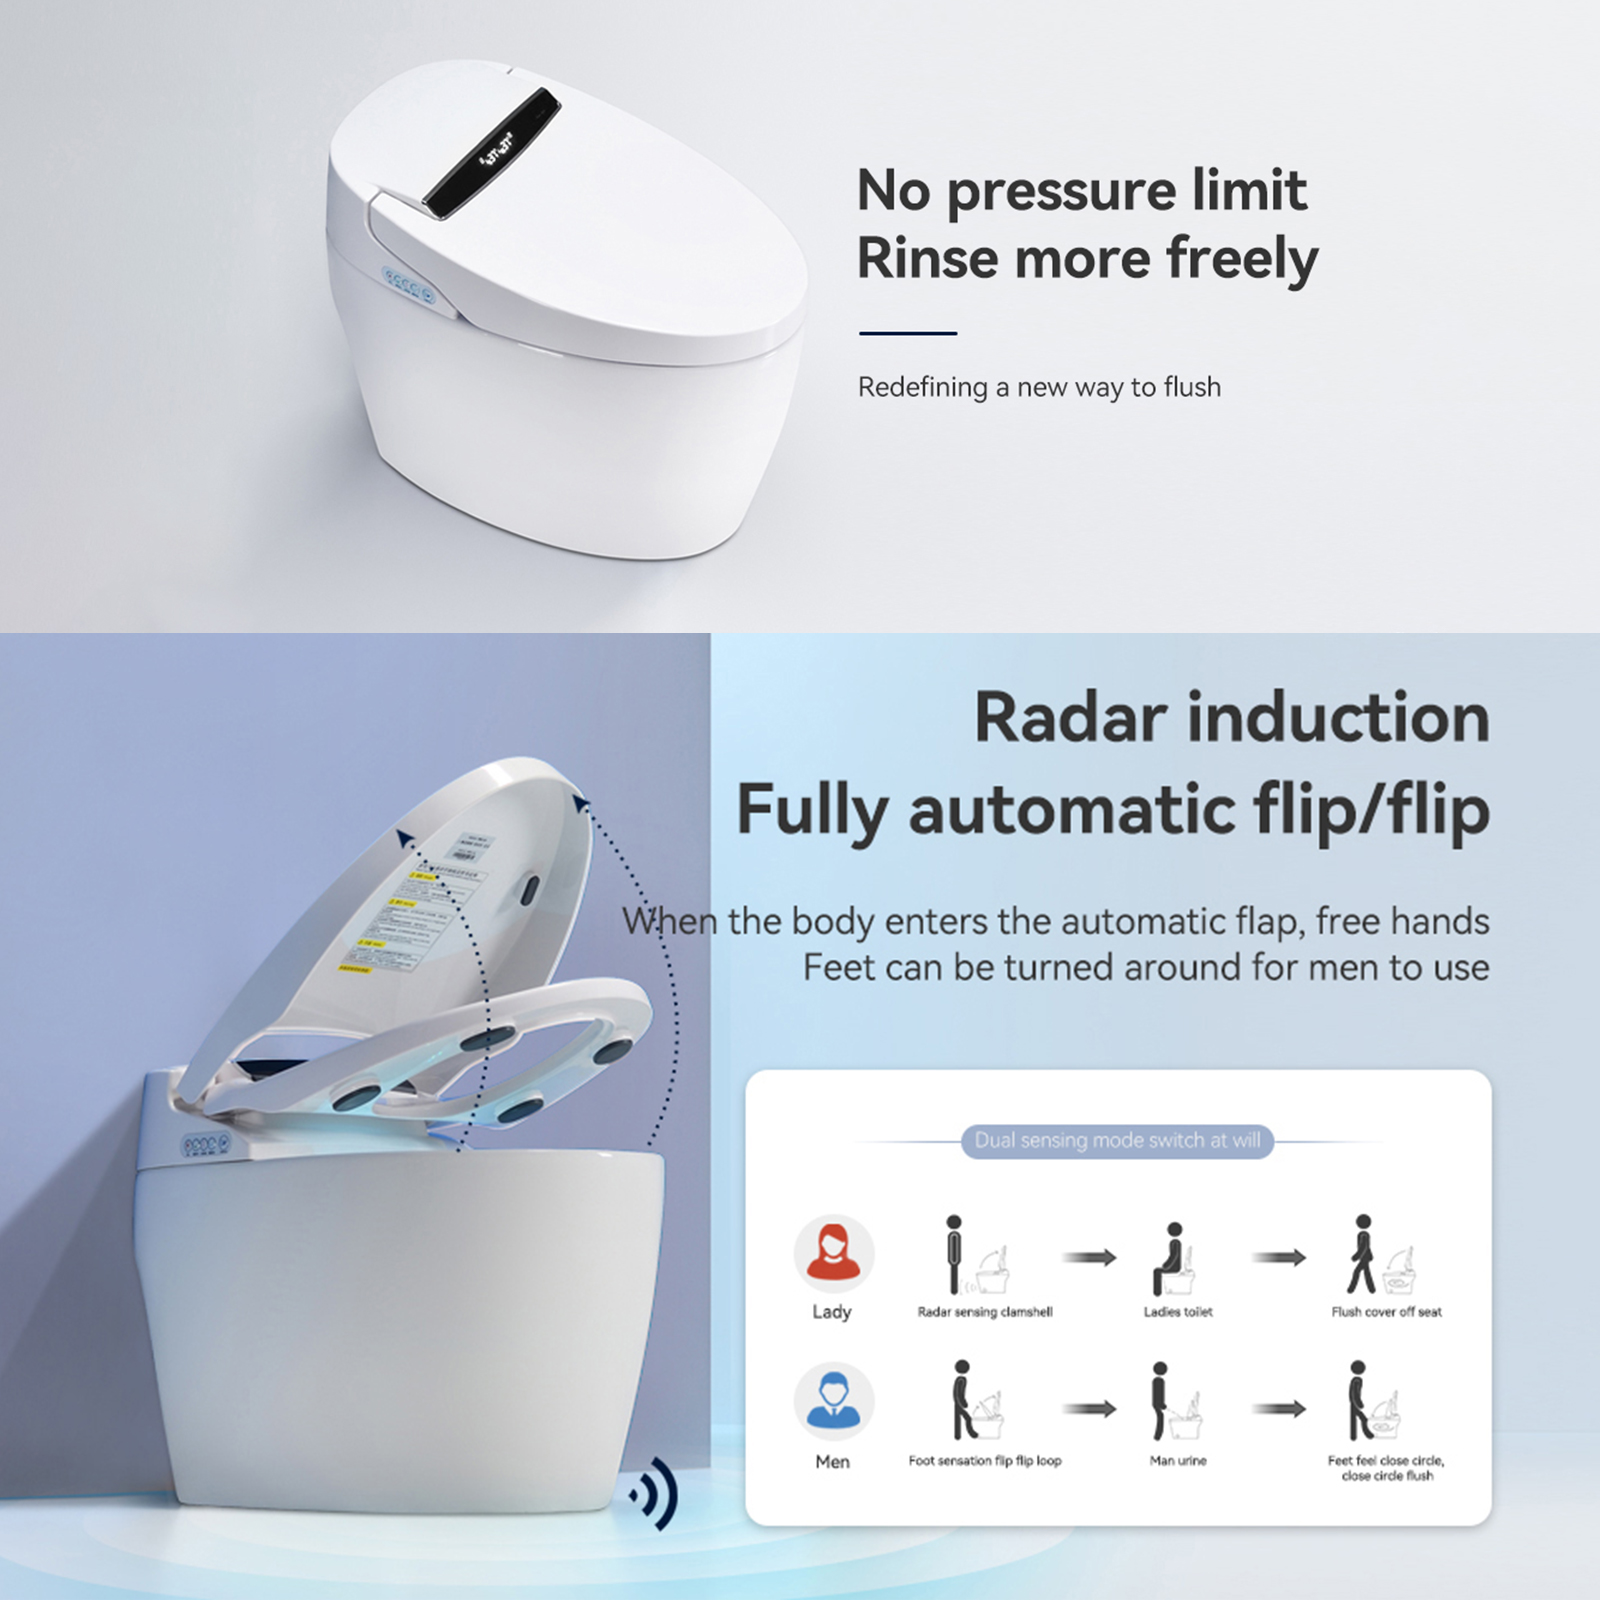 No pressure limit
Rinse more freely
Redefining a new way to flush
Radar induction
Fully automatic flip/flip
When the body enters the automatic flap, free hands
Feet can be turned around for men to use
Dual sensing mode switch at will
Lady
Radar sensing clamshell
Ladies toilet
Flush cover off seat
Men
Foot sensation flip flip loop
Man urine
Feet feel close circle,
close circle flush